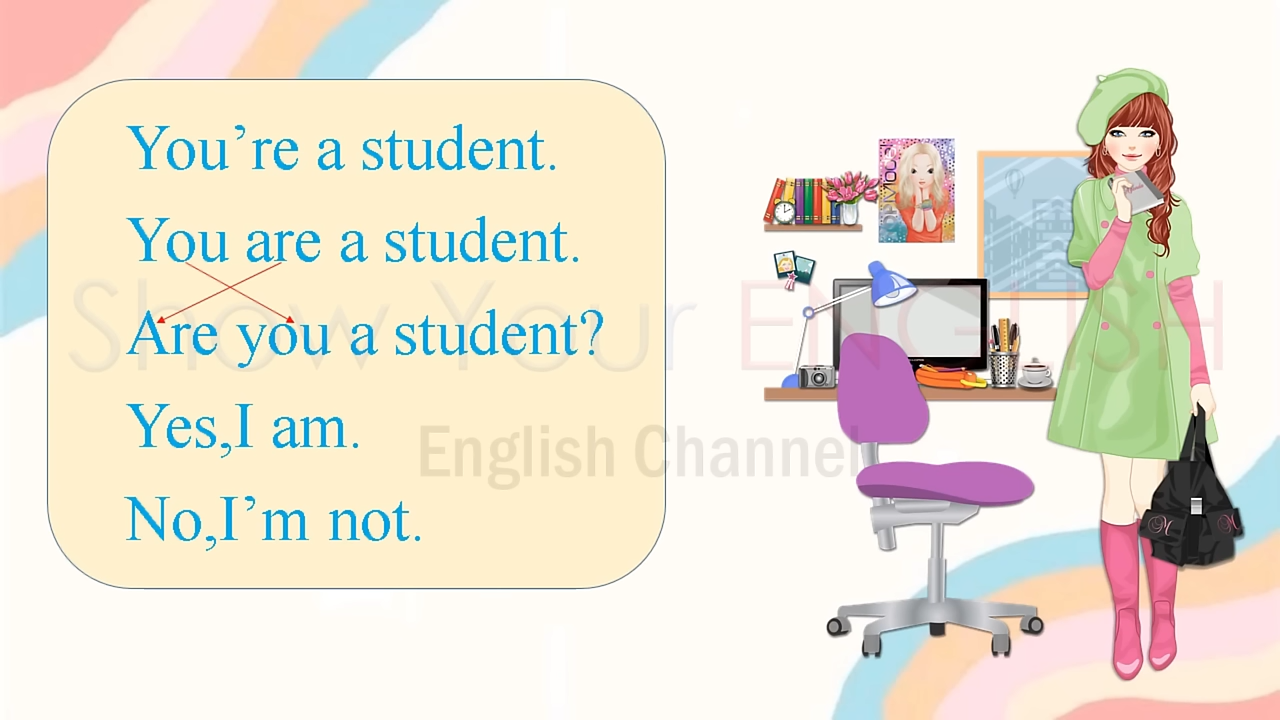 You’re a student.
You are a student.
Are you a student?
Yes,I am.
No,I’m not.
Show Your ENGLISH
English Channel
M M